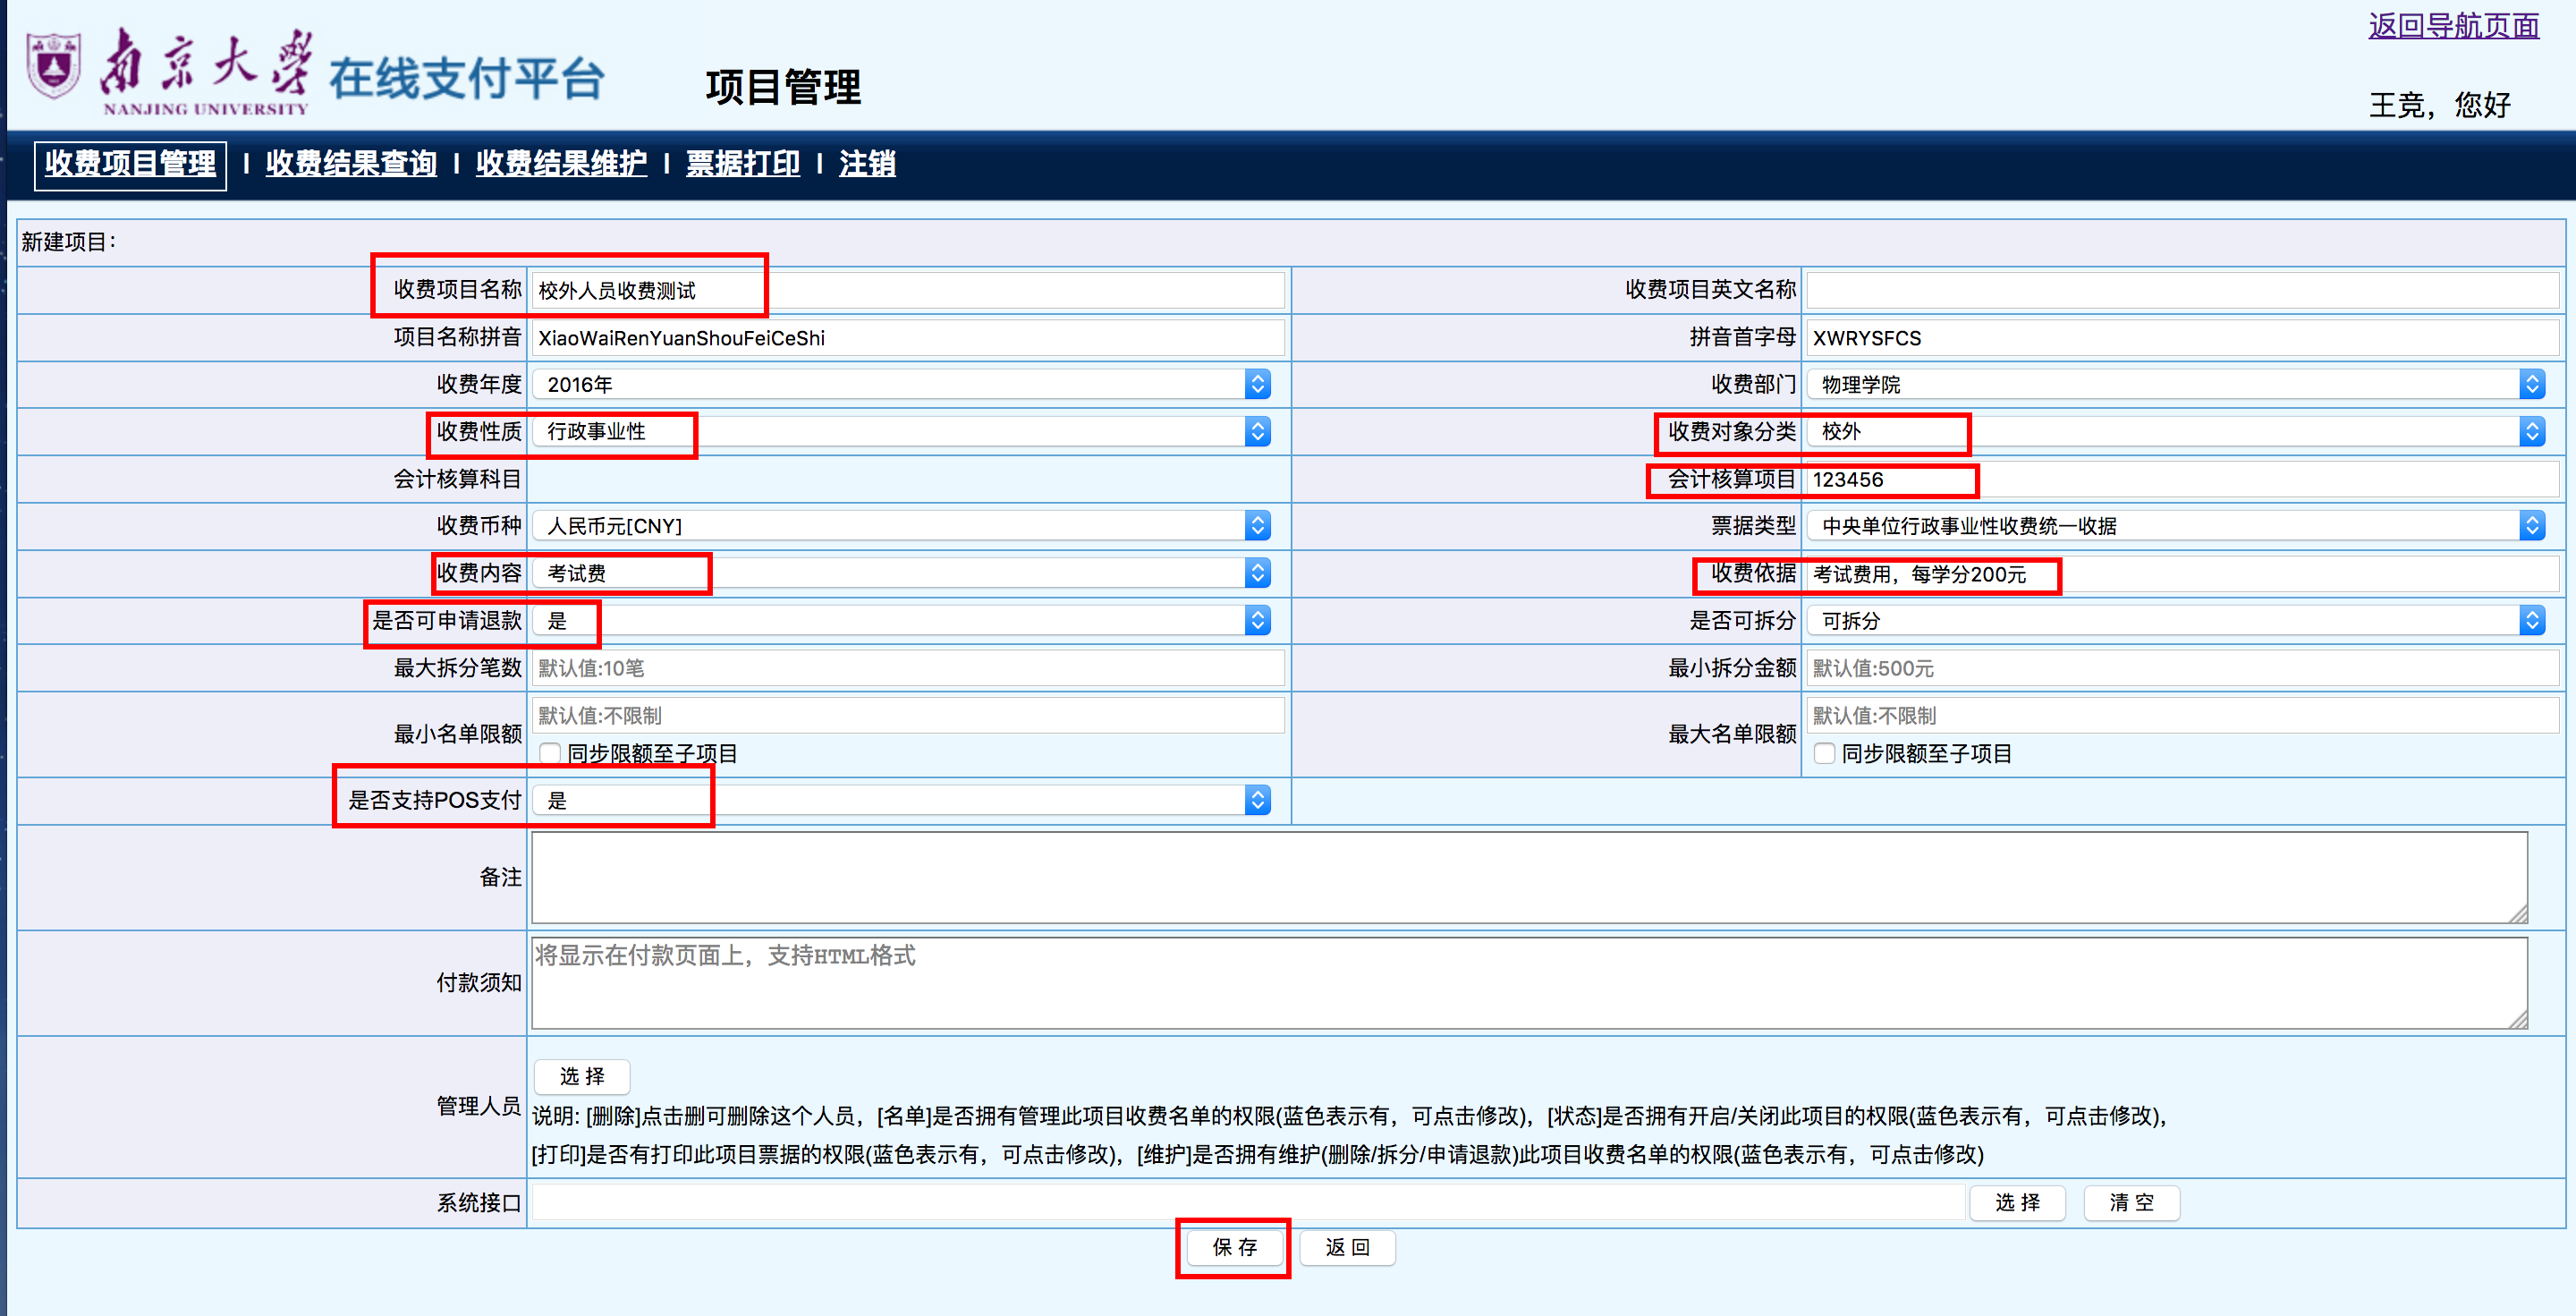 返回导航页面
南京大学 在线支付平台
NANJING UNIVERSITY
项目管理
王竞，您好
收费项目管理 | 收费结果查询 | 收费结果维护 | 票据打印 | 注销
新建项目：
收费项目名称 校外人员收费测试 收费项目英文名称
项目名称拼音 XiaoWaiRenYuanShouFeiCeShi 拼音首字母 XWRYSFCS
收费年度 2016年 收费部门 物理学院
收费性质 行政事业性 收费对象分类 校外
会计核算科目 会计核算项目 123456
收费币种 人民币元[CNY] 票据类型 中央单位行政事业性收费统一收据
收费内容 考试费 收费依据 考试费用，每学分200元
是否可申请退款 是 是否可拆分 可拆分
最大拆分笔数 默认值:10笔 最小拆分金额 默认值:500元
最小名单限额 默认值:不限制 最大名单限额 默认值:不限制
同步限额至子项目 同步限额至子项目
是否支持POS支付 是
备注
付款须知 将显示在付款页面上，支持HTML格式
管理人员 选 择
说明: [删除]点击删可删除这个人员，[名单]是否拥有管理此项目收费名单的权限(蓝色表示有，可点击修改)，[状态]是否拥有开启/关闭此项目的权限(蓝色表示有，可点击修改)，
[打印]是否有打印此项目票据的权限(蓝色表示有，可点击修改)，[维护]是否拥有维护(删除/拆分/申请退款)此项目收费名单的权限(蓝色表示有，可点击修改)
系统接口 选 择 清 空
保 存 返 回